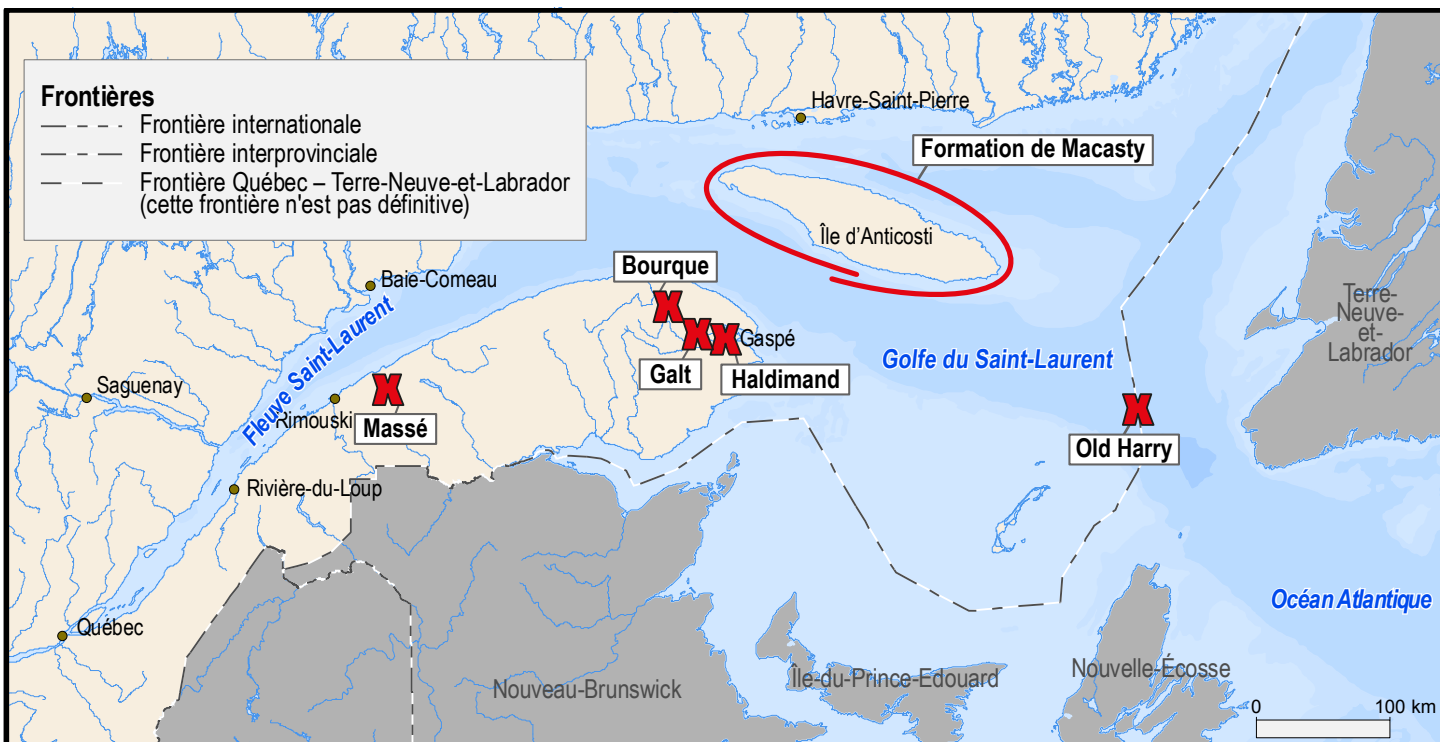 Frontières
Frontière internationale
Frontière interprovinciale
Frontière Québec – Terre-Neuve-et-Labrador
(cette frontière n'est pas définitive)
Havre-Saint-Pierre
Formation de Macasty
Île d'Anticosti
Bourque
Baie-Comeau
Terre-
Neuve-
et-
Labrador
Gaspé
Golfe du Saint-Laurent
Fleuve Saint-Laurent
Galt
Haldimand
Saguenay
Rimouski
Massé
Old Harry
Rivière-du-Loup
Océan Atlantique
Québec
Nouveau-Brunswick
Île-du-Prince-Edouard
Nouvelle-Écosse
0
100 km